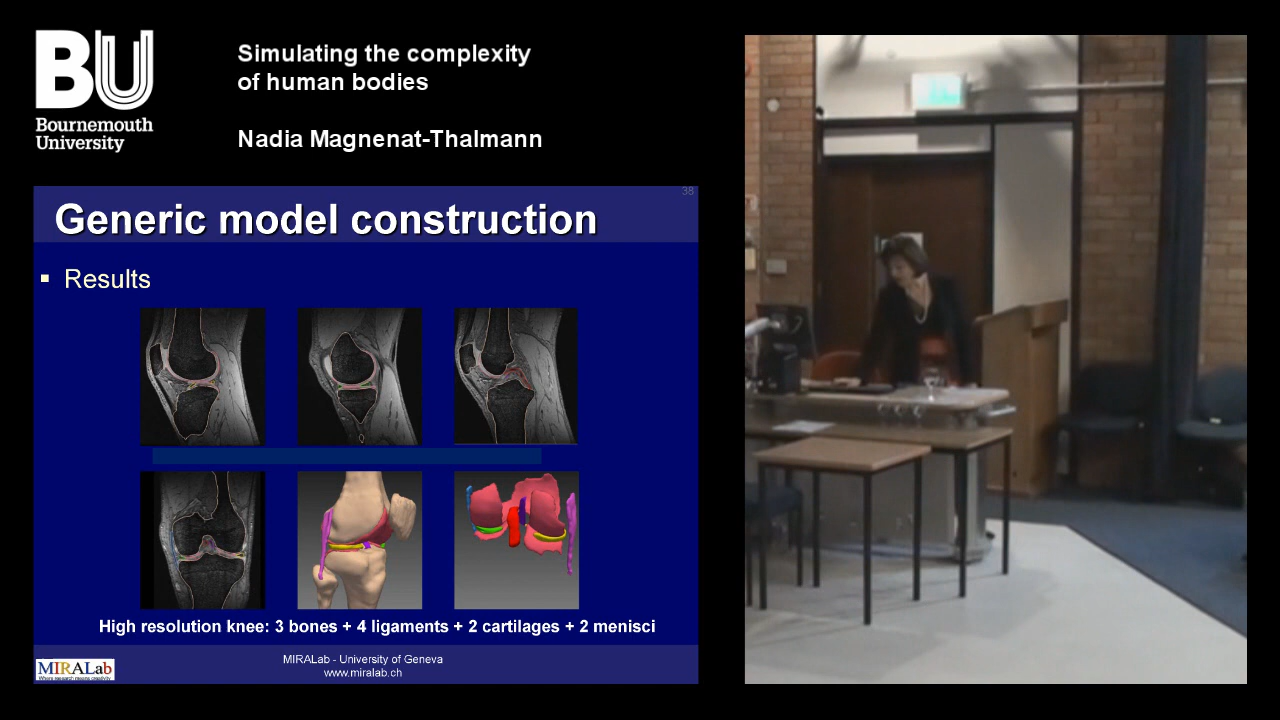 BU
Bournemouth
University
Simulating the complexity
of human bodies
Nadia Magnenat-Thalmann
38
Generic model construction
▪ Results
High resolution knee: 3 bones + 4 ligaments + 2 cartilages + 2 menisci
MIRALab
MIRALab - University of Geneva
www.miralab.ch